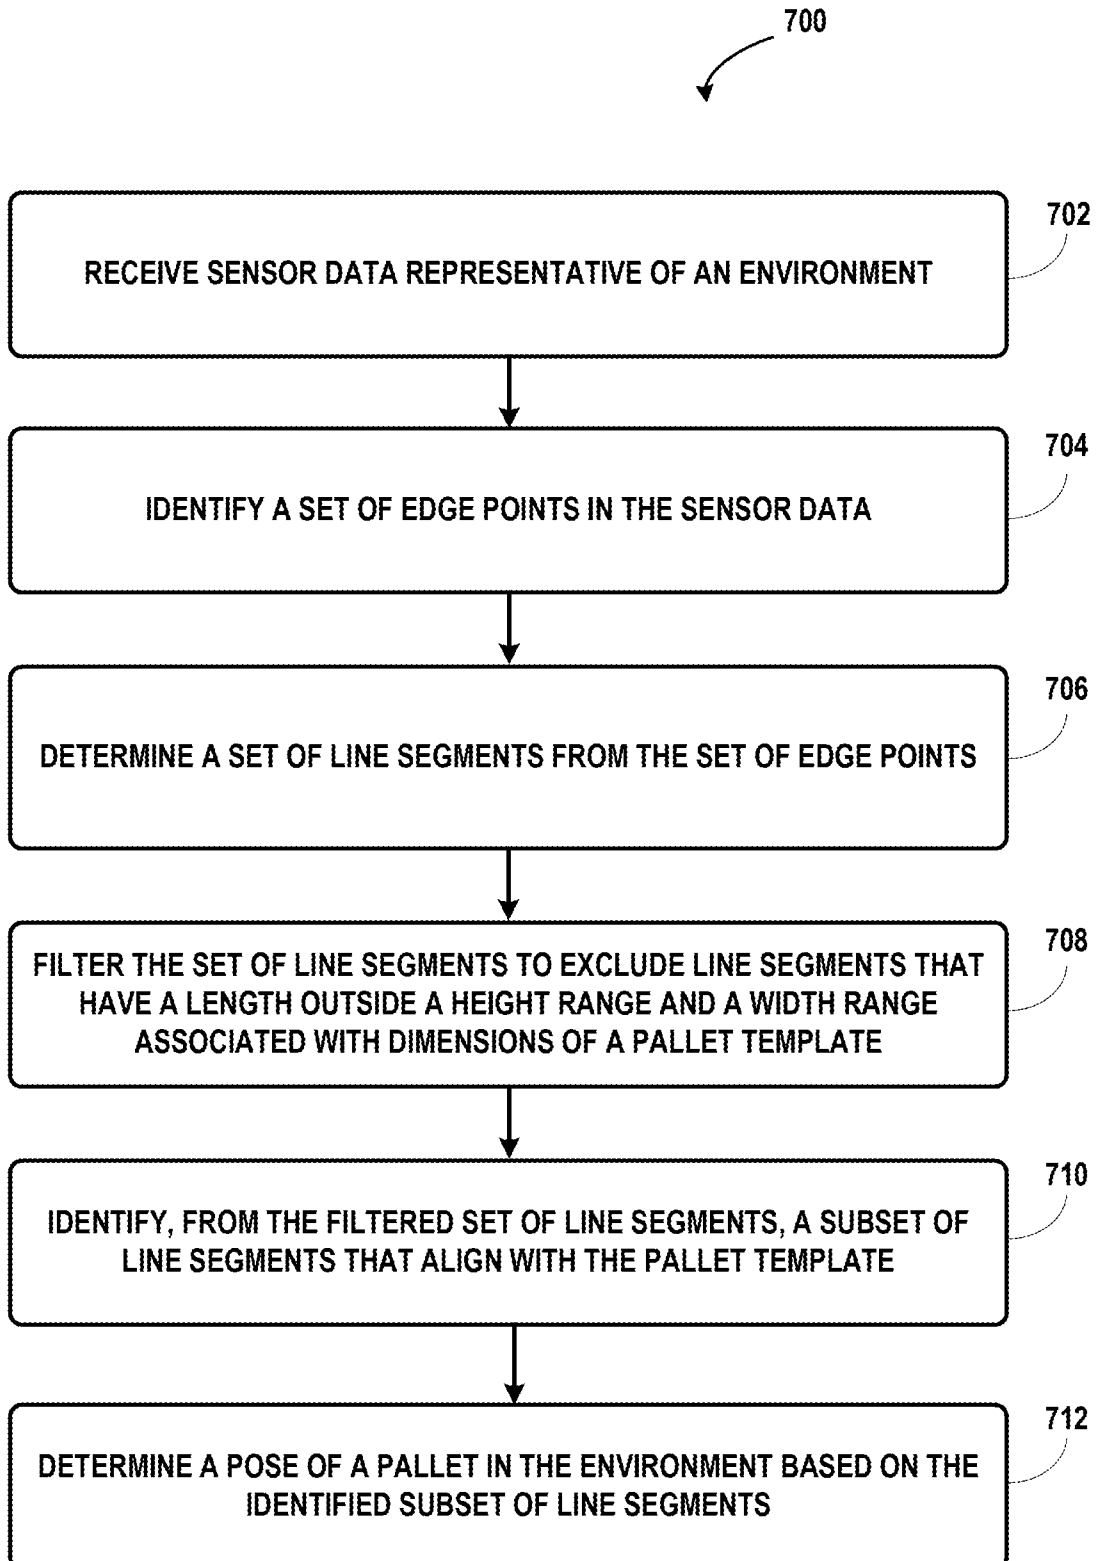 700
702
RECEIVE SENSOR DATA REPRESENTATIVE OF AN ENVIRONMENT
704
IDENTIFY A SET OF EDGE POINTS IN THE SENSOR DATA
706
DETERMINE A SET OF LINE SEGMENTS FROM THE SET OF EDGE POINTS
708
FILTER THE SET OF LINE SEGMENTS TO EXCLUDE LINE SEGMENTS THAT
HAVE A LENGTH OUTSIDE A HEIGHT RANGE AND A WIDTH RANGE
ASSOCIATED WITH DIMENSIONS OF A PALLET TEMPLATE
710
IDENTIFY, FROM THE FILTERED SET OF LINE SEGMENTS, A SUBSET OF
LINE SEGMENTS THAT ALIGN WITH THE PALLET TEMPLATE
712
DETERMINE A POSE OF A PALLET IN THE ENVIRONMENT BASED ON THE
IDENTIFIED SUBSET OF LINE SEGMENTS